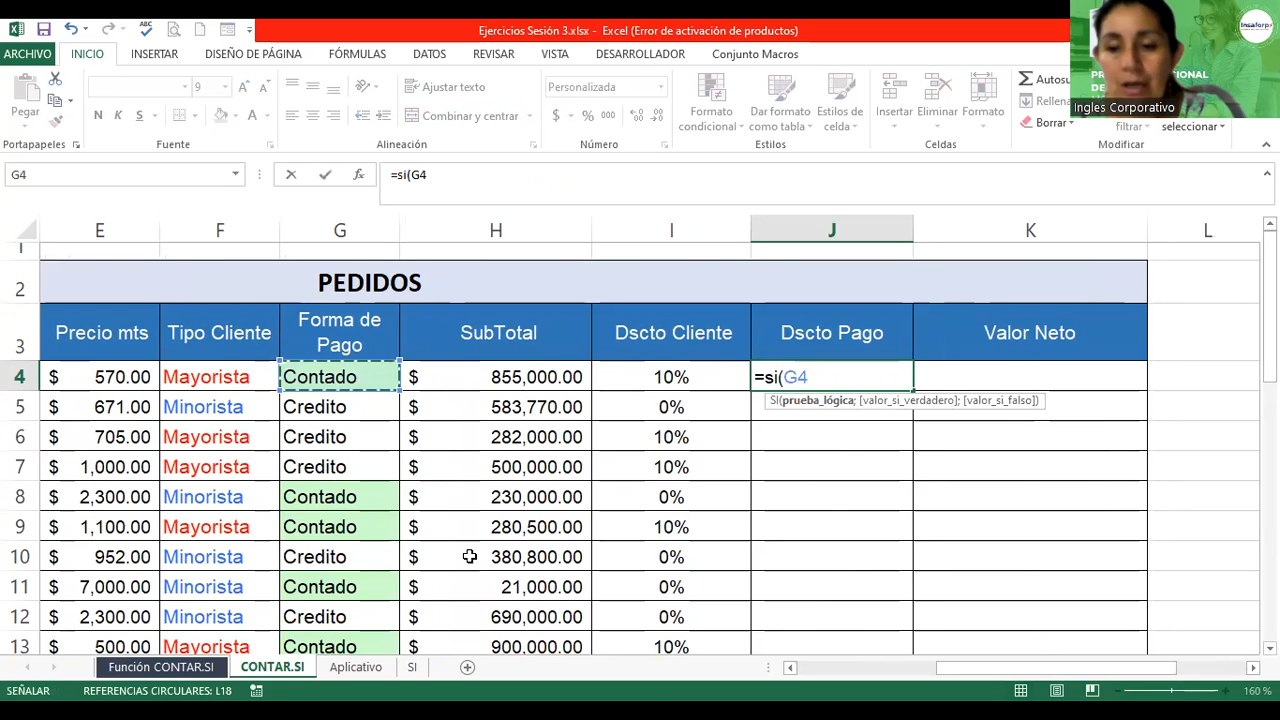 Ejercicios Sesión 3.xlsx - Excel (Error de activación de productos)
ARCHIVO INICIO INSERTAR DISEÑO DE PÁGINA FÓRMULAS DATOS REVISAR VISTA DESARROLLADOR Conjunto Macros
Insaforp
Ingles Corporativo
Pegar
9
Ajustar texto
Combinar y centrar
Personalizada
N K S
$ % 000
Formato condicional
Dar formato como tabla
Estilos de celda
Insertar Eliminar Formato
Autosu
Rellena
Borrar
filtrar
seleccionar
Portapapeles Fuente Alineación Número Estilos Celdas Modificar
G4 =si(G4
E F G H I J K L
1
2 PEDIDOS
3 Precio mts Tipo Cliente Forma de Pago SubTotal Dscto Cliente Dscto Pago Valor Neto
4 $ 570.00 Mayorista Contado $ 855,000.00 10% =si(G4
SI(prueba_lógica; [valor_si_verdadero]; [valor_si_falso])
5 $ 671.00 Minorista Credito $ 583,770.00 0%
6 $ 705.00 Mayorista Credito $ 282,000.00 10%
7 $ 1,000.00 Mayorista Credito $ 500,000.00 10%
8 $ 2,300.00 Minorista Contado $ 230,000.00 0%
9 $ 1,100.00 Mayorista Contado $ 280,500.00 10%
10 $ 952.00 Minorista Credito $ 380,800.00 0%
11 $ 7,000.00 Minorista Contado $ 21,000.00 0%
12 $ 2,300.00 Minorista Credito $ 690,000.00 0%
13 $ 500.00 Mayorista Contado $ 900,000.00 10%
Función CONTAR.SI CONTAR.SI Aplicativo SI
SEÑALAR REFERENCIAS CIRCULARES: L18 160 %